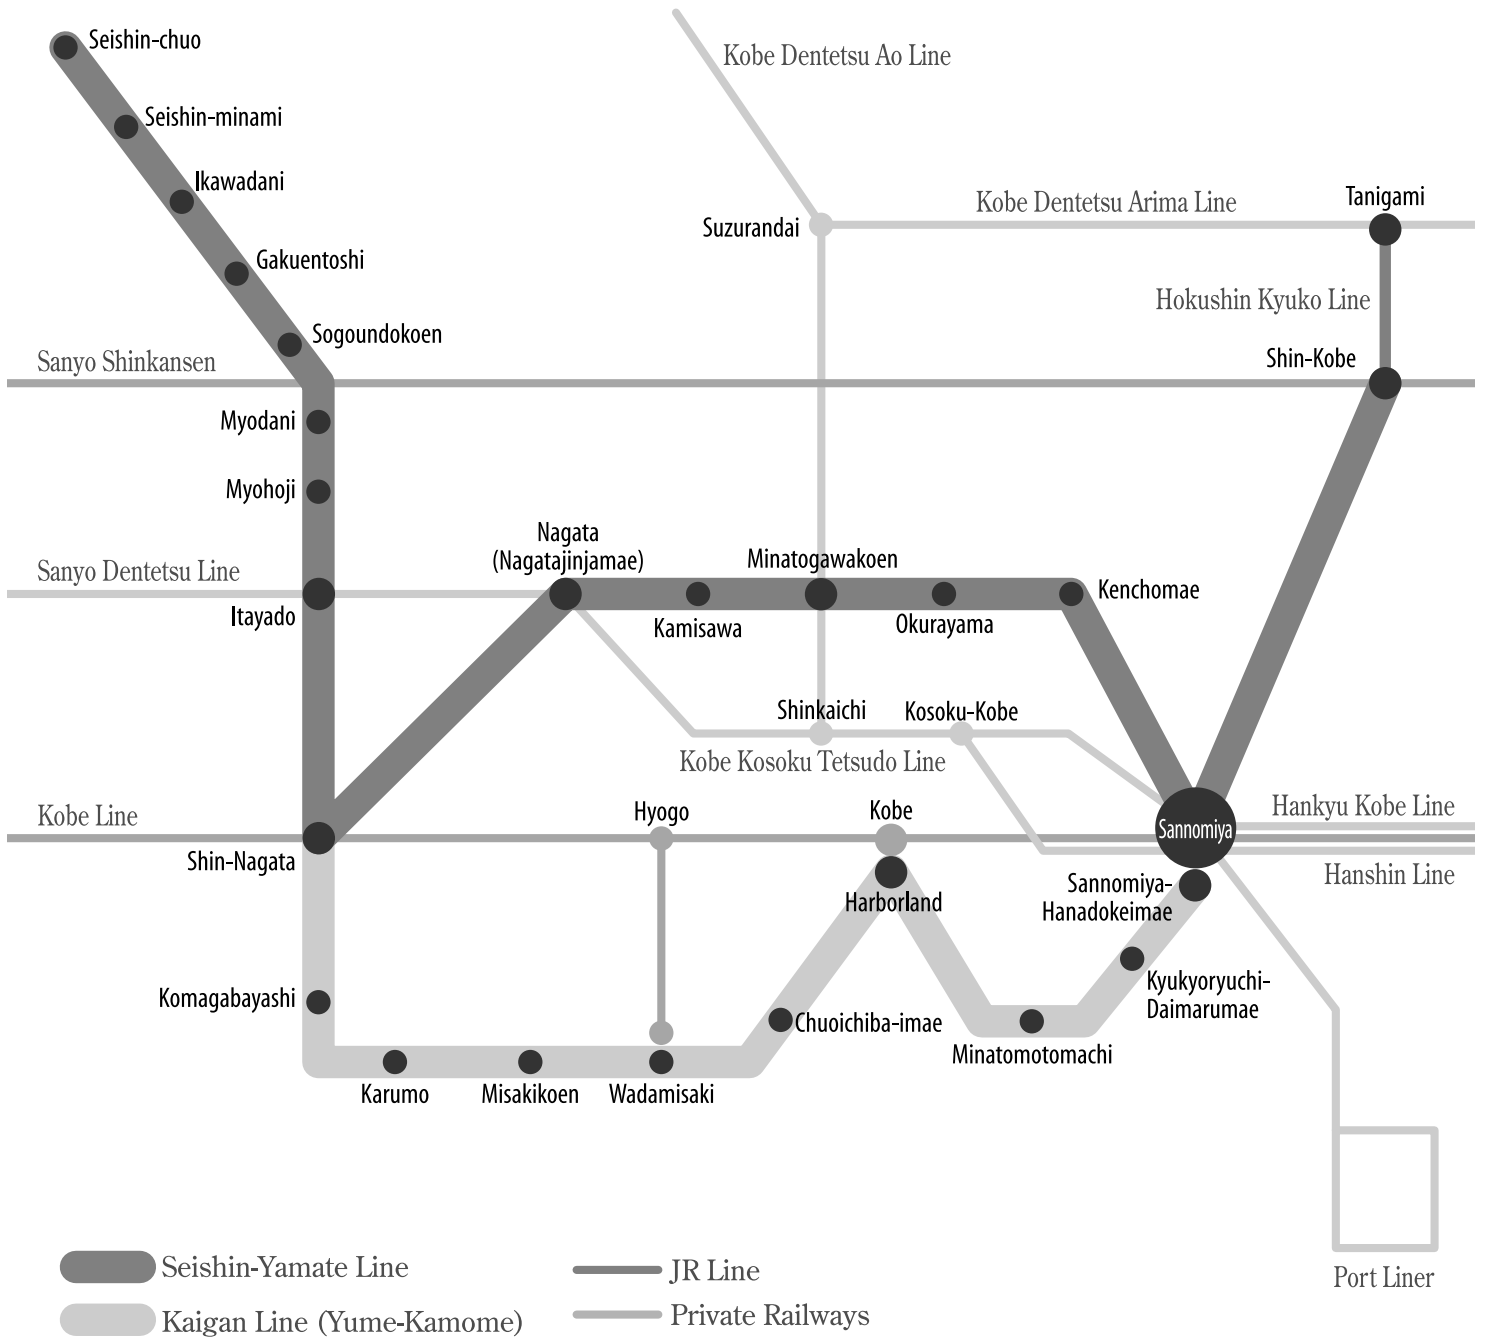 Seishin-chuo
Kobe Dentetsu Ao Line
Seishin-minami
Ikawadani
Kobe Dentetsu Arima Line
Tanigami
Suzurandai
Gakuentoshi
Hokushin Kyuko Line
Sogoundokoen
Sanyo Shinkansen
Shin-Kobe
Myodani
Myohoji
Nagata
(Nagatajinjamae)
Minatogawakoen
Sanyo Dentetsu Line
Kenchomae
Itayado
Kamisawa
Okurayama
Shinkaichi
Kosoku-Kobe
Kobe Kosoku Tetsudo Line
Kobe Line
Hyogo
Kobe
Hankyu Kobe Line
Sannomiya
Shin-Nagata
Hanshin Line
Sannomiya-
Hanadokeimae
Harborland
Kyukyoryuchi-
Daimarumae
Komagabayashi
Chuoichiba-imae
Minatomotomachi
Karumo
Misakikoen
Wadamisaki
Port Liner
Seishin-Yamate Line
JR Line
Kaigan Line (Yume-Kamome)
Private Railways